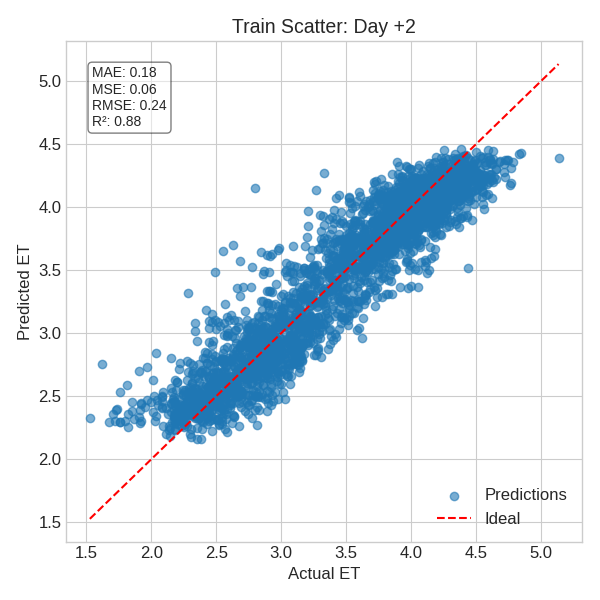 Train Scatter: Day +2
MAE: 0.18
MSE: 0.06
RMSE: 0.24
R²: 0.88
Predicted ET
5.0
4.5
4.0
3.5
3.0
2.5
2.0
1.5
Predictions
Ideal
1.5 2.0 2.5 3.0 3.5 4.0 4.5 5.0
Actual ET